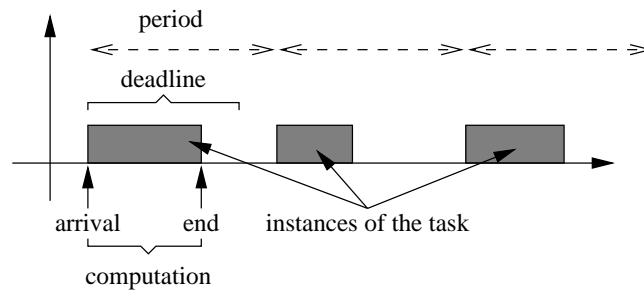 period
deadline
arrival end instances of the task
computation